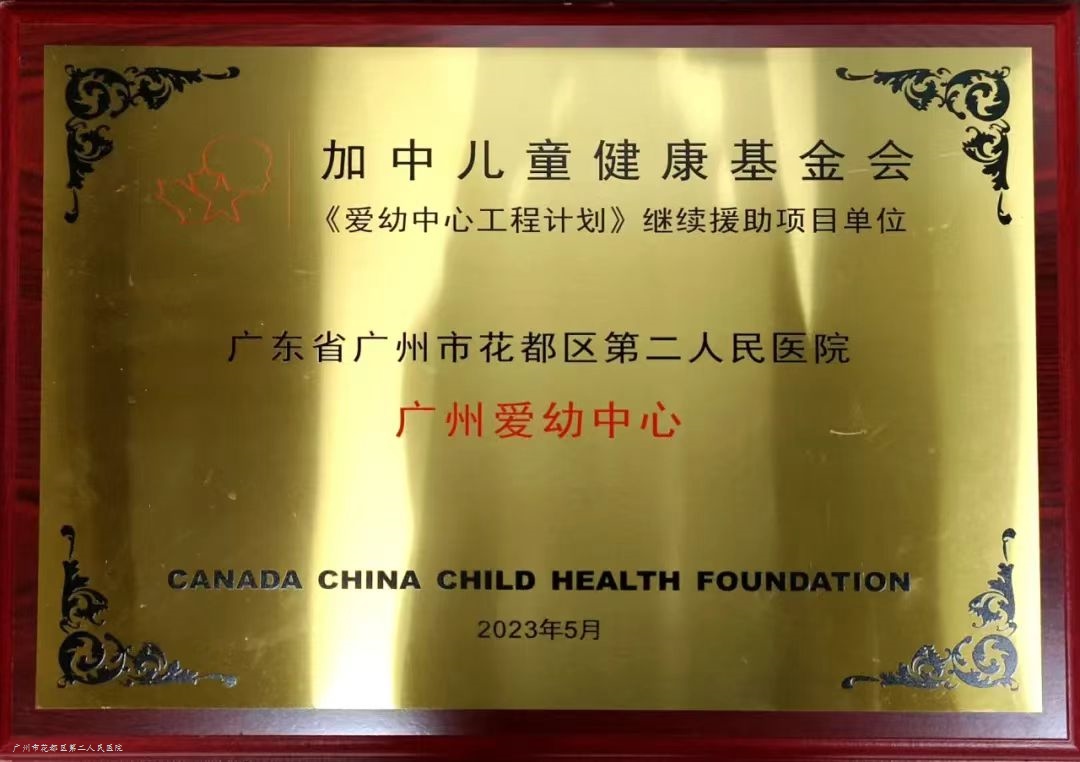 加中儿童健康基金会
《爱幼中心工程计划》继续援助项目单位
广东省广州市花都区第二人民医院
广州爱幼中心
CANADA CHINA CHILD HEALTH FOUNDATION
2023年5月
广州市花都区第二人民医院